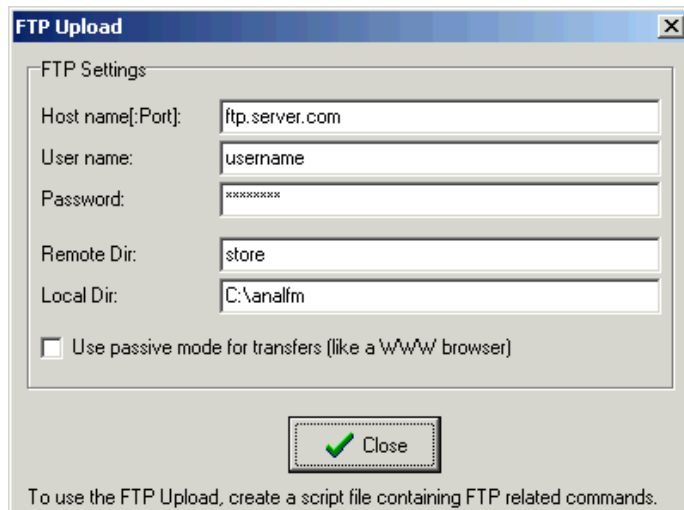 FTP Upload
FTP Settings
Host name[:Port]: ftp.server.com
User name: username
Password: ********
Remote Dir: store
Local Dir: C:\analfm
Use passive mode for transfers (like a WWW browser)
Close
To use the FTP Upload, create a script file containing FTP related commands.